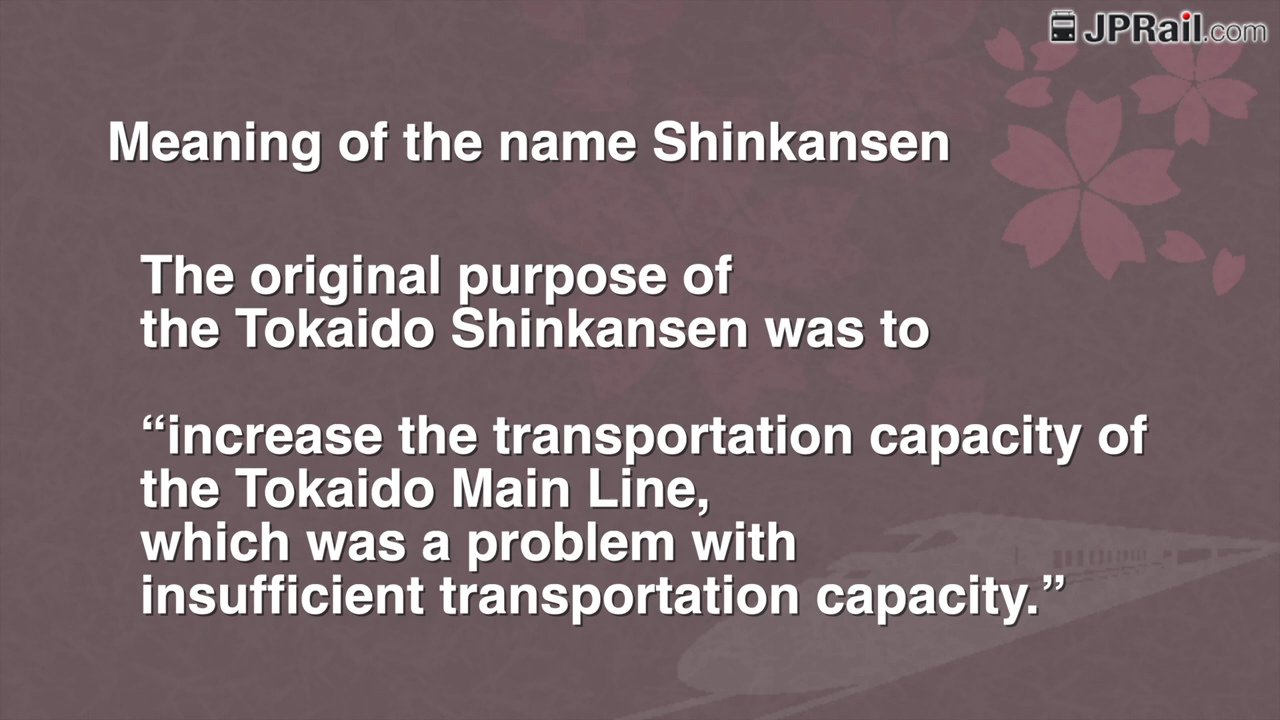 JPRail.com
Meaning of the name Shinkansen
The original purpose of
the Tokaido Shinkansen was to
“increase the transportation capacity of
the Tokaido Main Line,
which was a problem with
insufficient transportation capacity.”